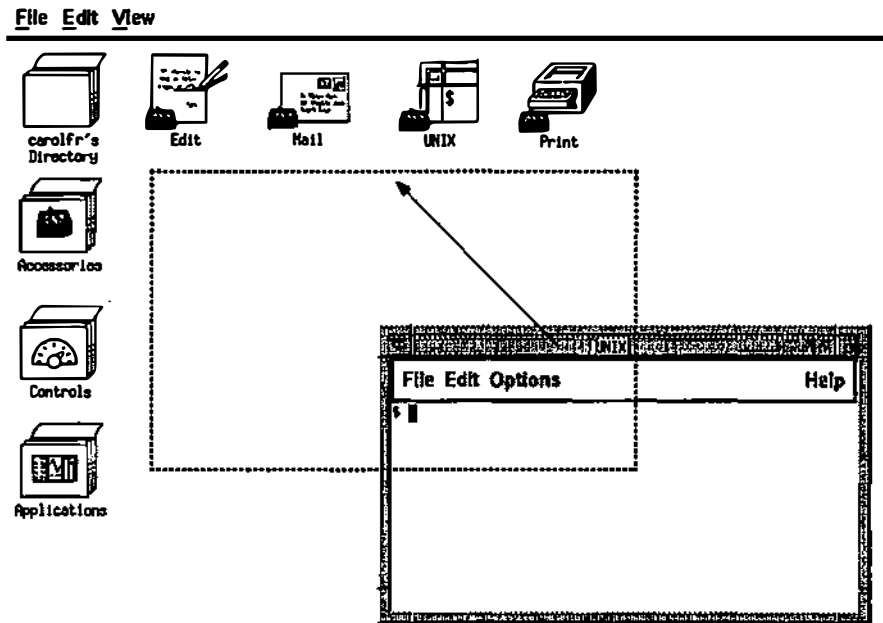 File Edit View
carolfr's
Directory
Edit
Mail
UNIX
$
Print
Accessories
Controls
Applications
UNIX
File Edit Options Help
$